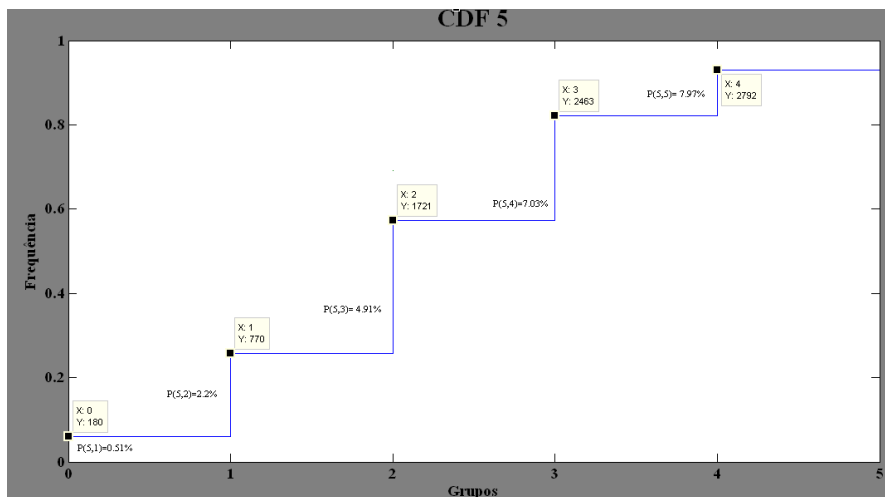 CDF 5
1
0.8
0.6
0.4
0.2
0
Frequência
X: 4
Y: 2792
P(5,5)= 7.97%
X: 3
Y: 2463
P(5,4)=7.03%
X: 2
Y: 1721
P(5,3)= 4.91%
X: 1
Y: 770
P(5,2)=2.2%
X: 0
Y: 180
P(5,1)=0.51%
0 1 2 3 4 5
Grupos